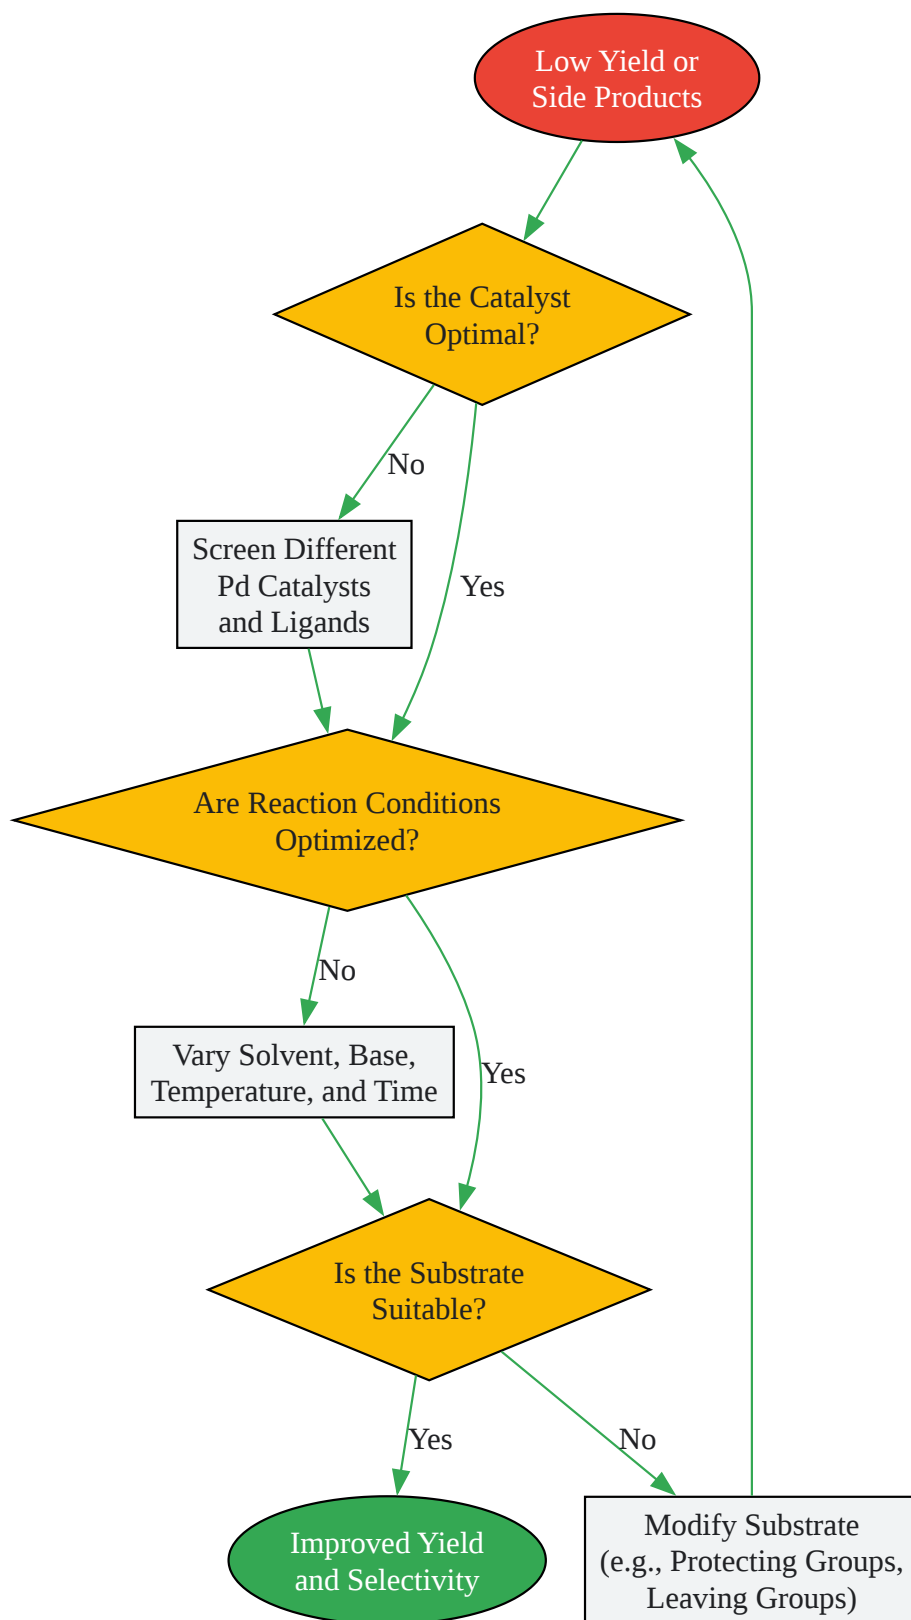 Low Yield or
Side Products
Is the Catalyst
Optimal?
No
Screen Different
Pd Catalysts
and Ligands
Yes
Are Reaction Conditions
Optimized?
No
Vary Solvent, Base,
Temperature, and Time
Yes
Is the Substrate
Suitable?
Yes
No
Improved Yield
and Selectivity
Modify Substrate
(e.g., Protecting Groups,
Leaving Groups)